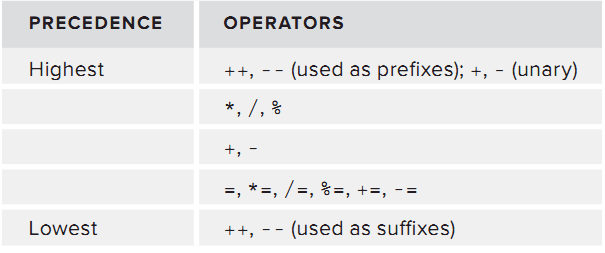 PRECEDENCE OPERATORS
Highest ++, -- (used as prefixes); +, - (unary)
*, /, %
+, -
=, *=, /=, %=, +=, -=
Lowest ++, -- (used as suffixes)